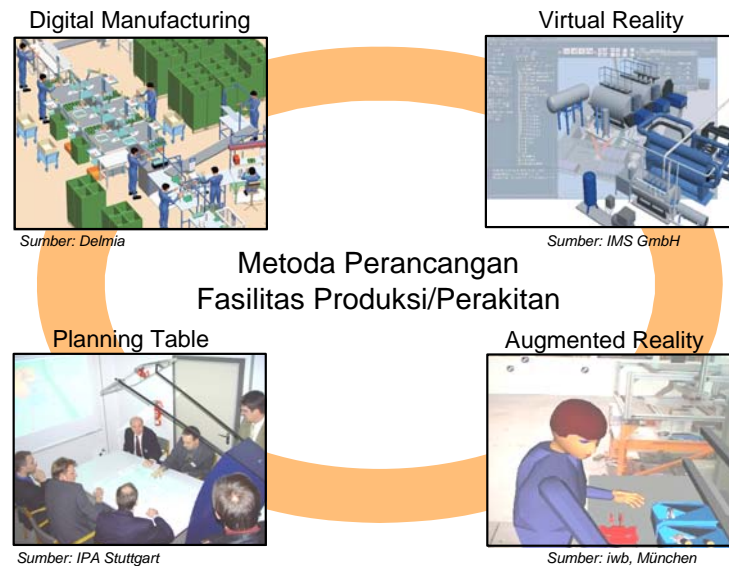 Digital Manufacturing
Virtual Reality
Sumber: Delmia
Sumber: IMS GmbH
Metoda Perancangan
Fasilitas Produksi/Perakitan
Planning Table
Augmented Reality
Sumber: IPA Stuttgart
Sumber: iwb, München